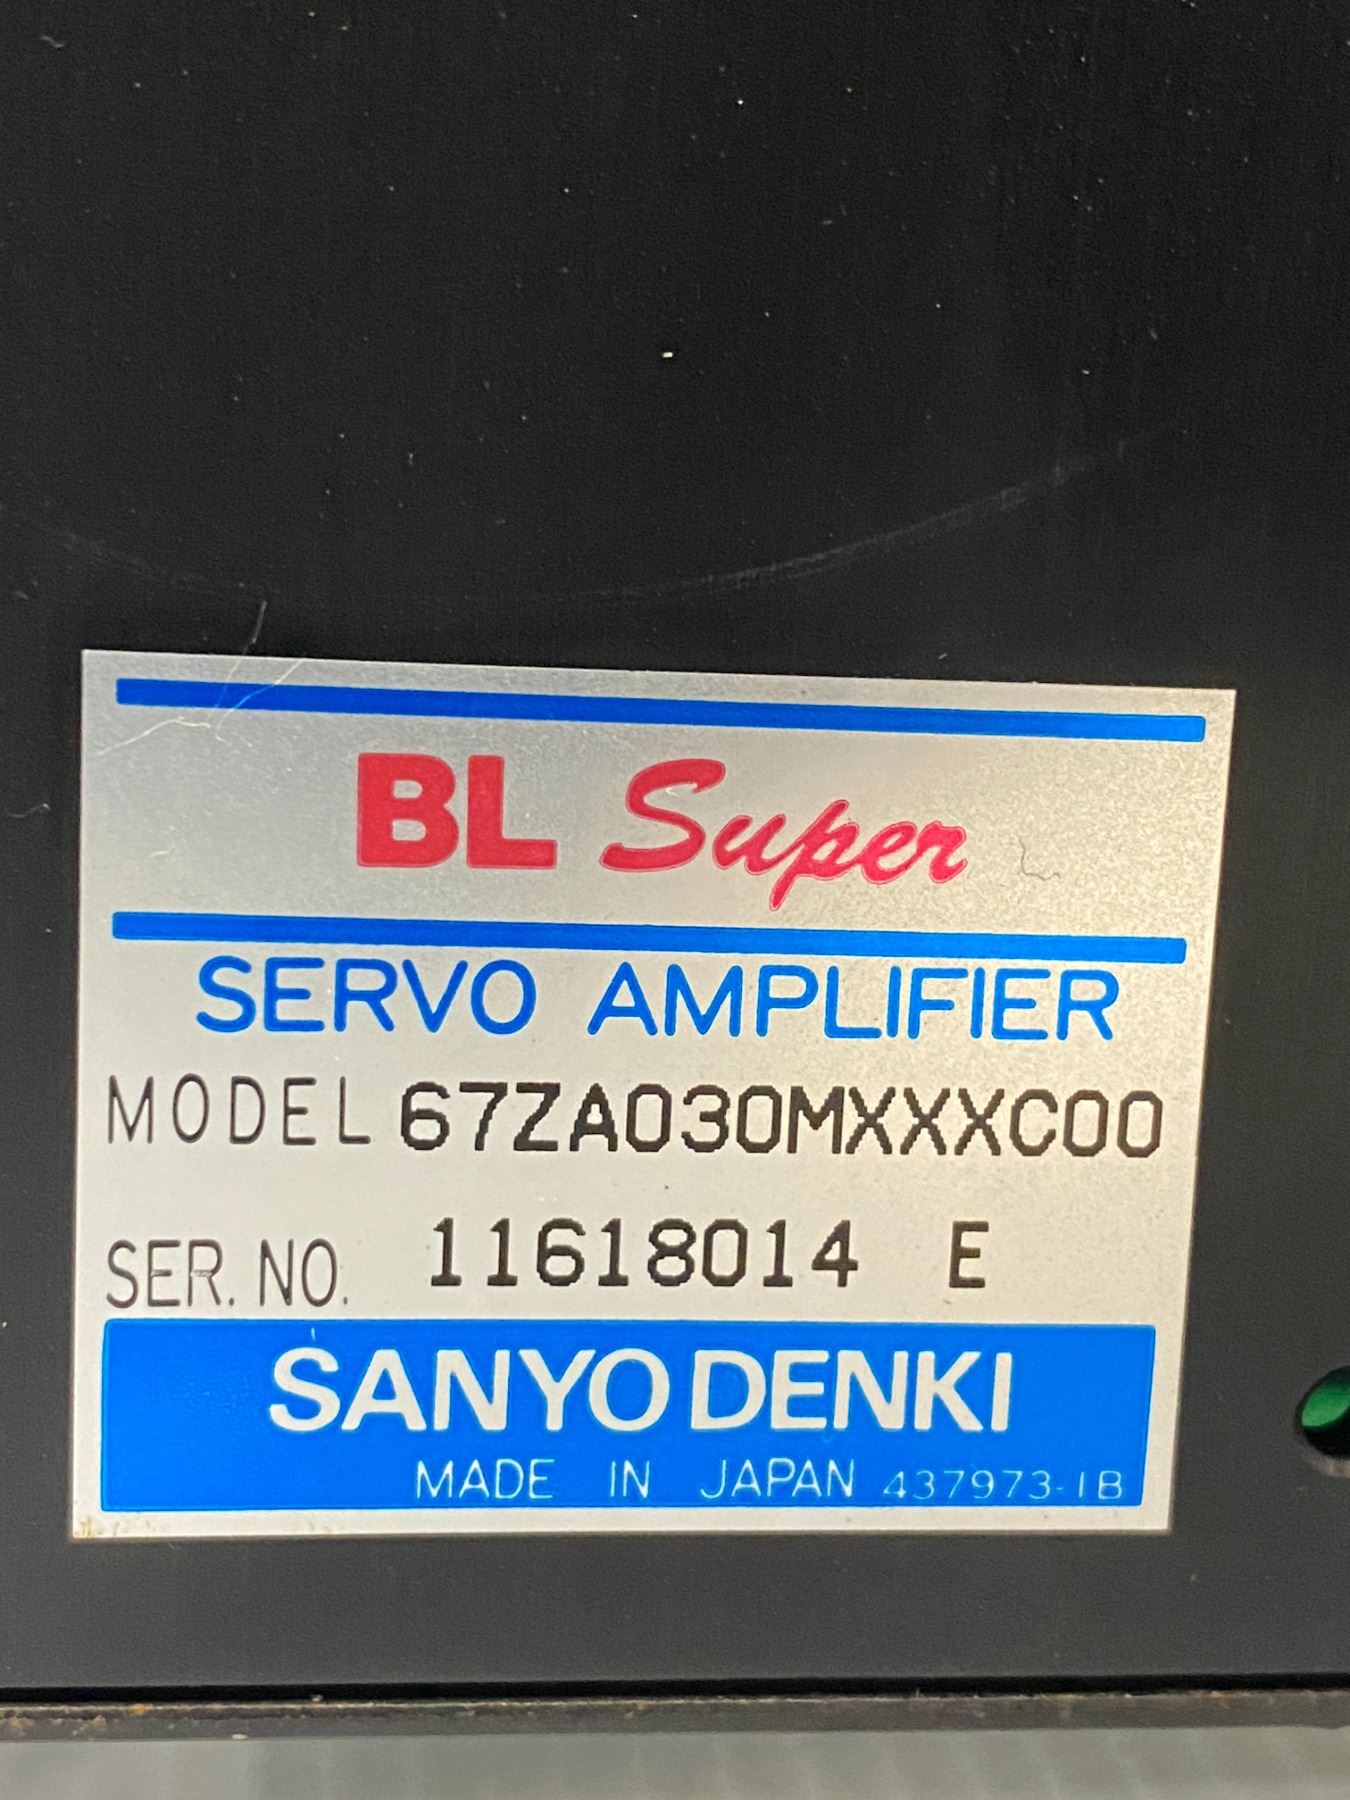 BL Super
SERVO AMPLIFIER
MODEL 67ZA030MXXXC00
SER. NO. 11618014 E
SANYO DENKI
MADE IN JAPAN 437973-1B